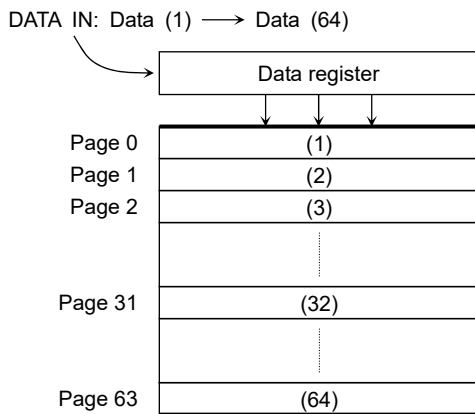 DATA IN: Data (1) → Data (64)
Data register
Page 0 (1)
Page 1 (2)
Page 2 (3)
Page 31 (32)
Page 63 (64)